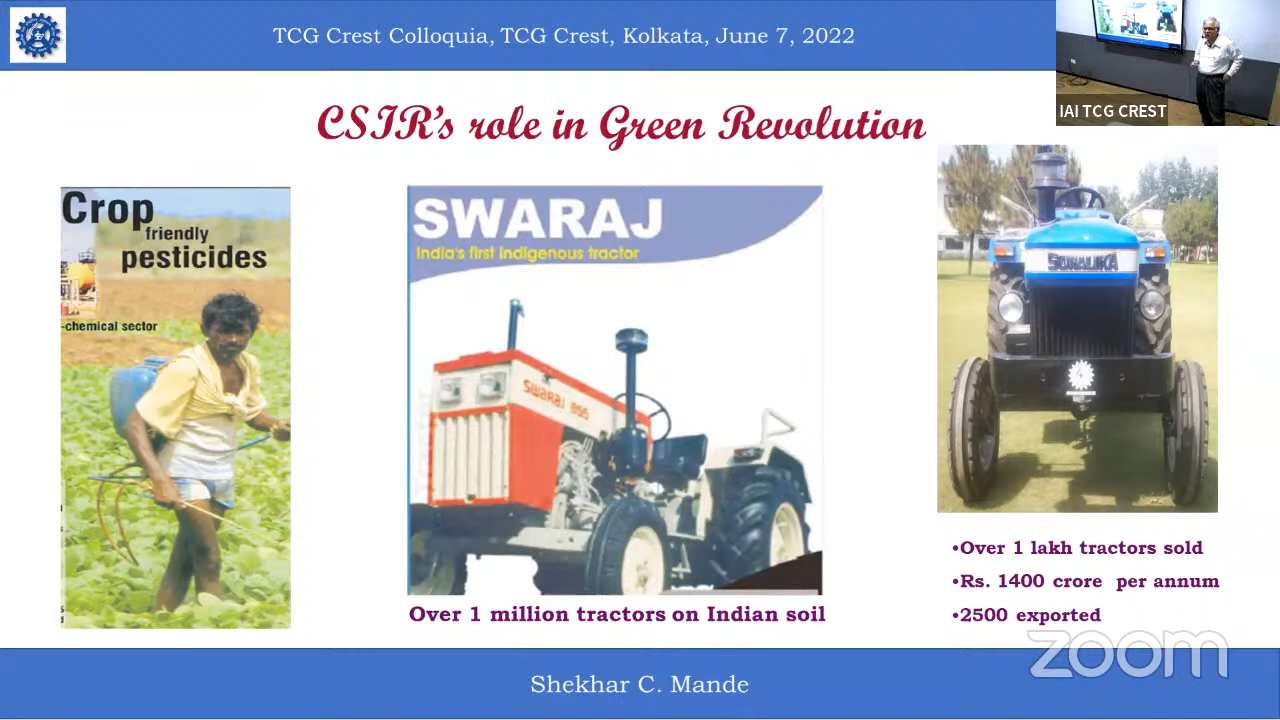 TCG Crest Colloquia, TCG Crest, Kolkata, June 7, 2022
IAI TCG CREST
CSIR's role in Green Revolution
Crop
friendly
pesticides
-chemical sector
SWARAJ
India's first indigenous tractor
SWARAJ 855
Over 1 million tractors on Indian soil
SONALIKA
•Over 1 lakh tractors sold
•Rs. 1400 crore per annum
•2500 exported
zoom
Shekhar C. Mande